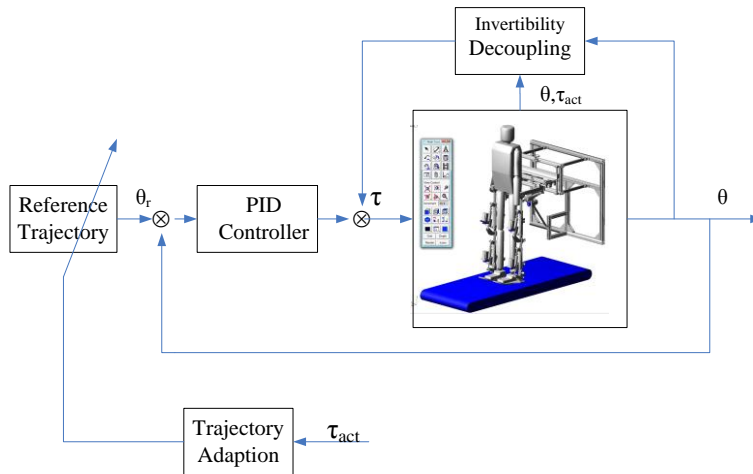 Invertibility
Decoupling
θ,τact
Reference
Trajectory
θr
PID
Controller
τ
θ
Trajectory
Adaption
τact